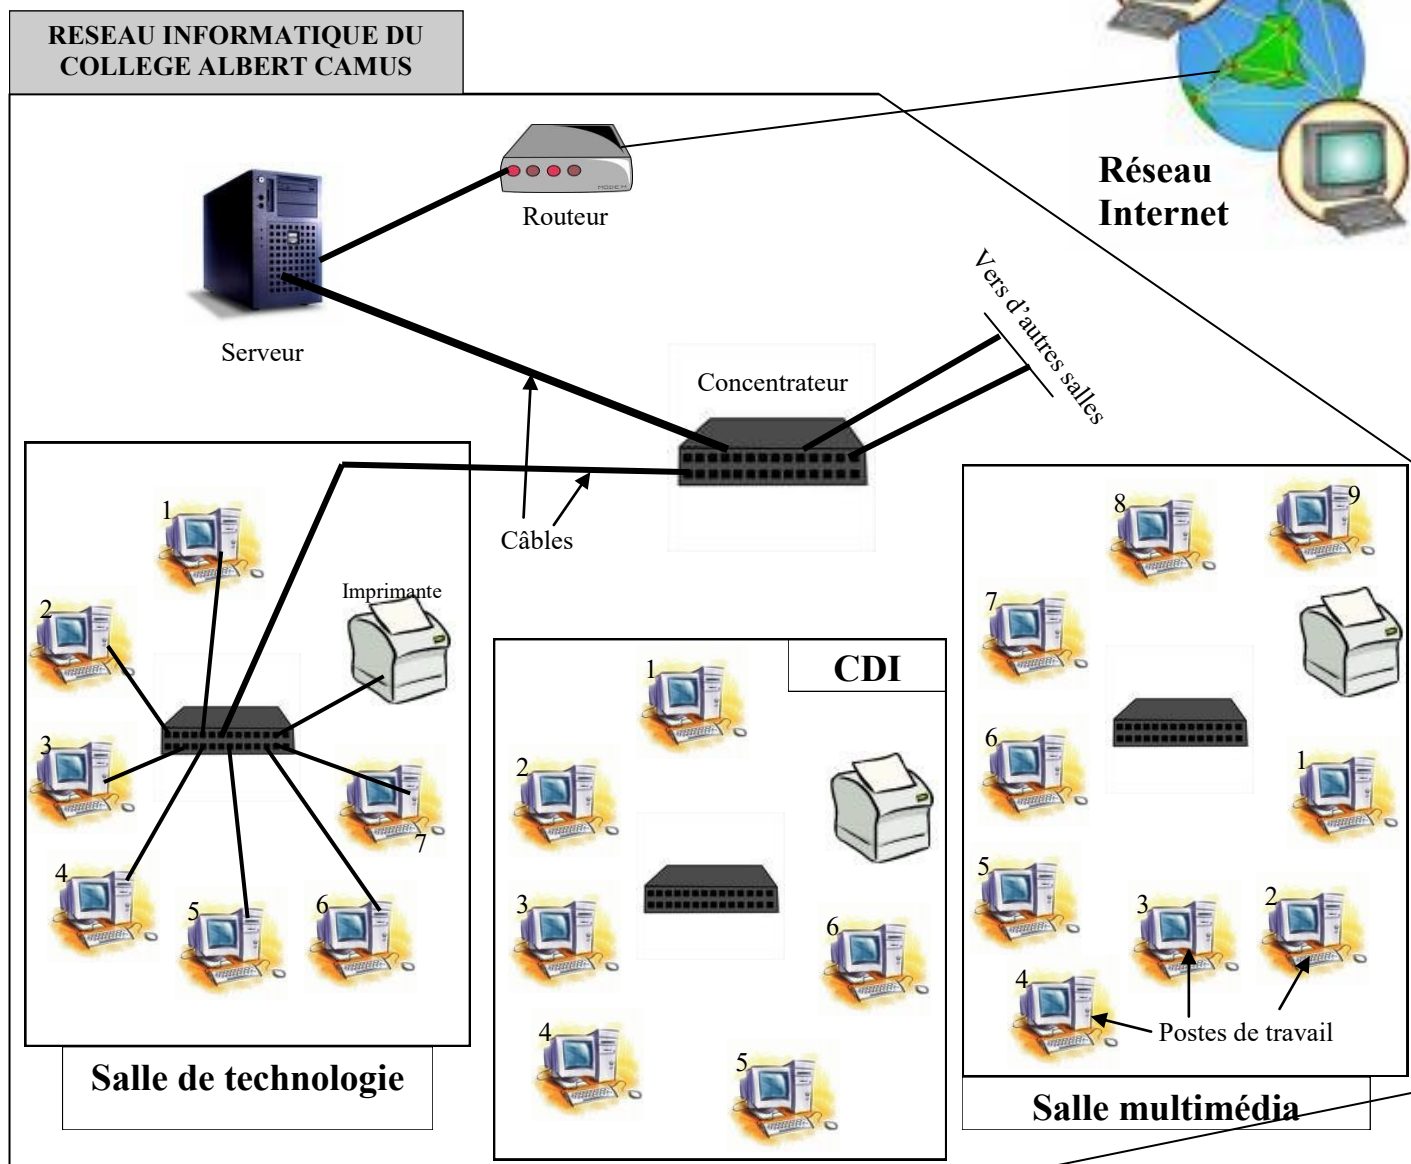 RESEAU INFORMATIQUE DU
COLLEGE ALBERT CAMUS
Réseau
Internet
Routeur
Serveur
Vers d'autres salles
Concentrateur
Câbles
1
2
3
4
5
6
7
Imprimante
Salle de technologie
CDI
1
2
3
4
5
6
8
9
7
6
1
5
3
2
4
Postes de travail
Salle multimédia